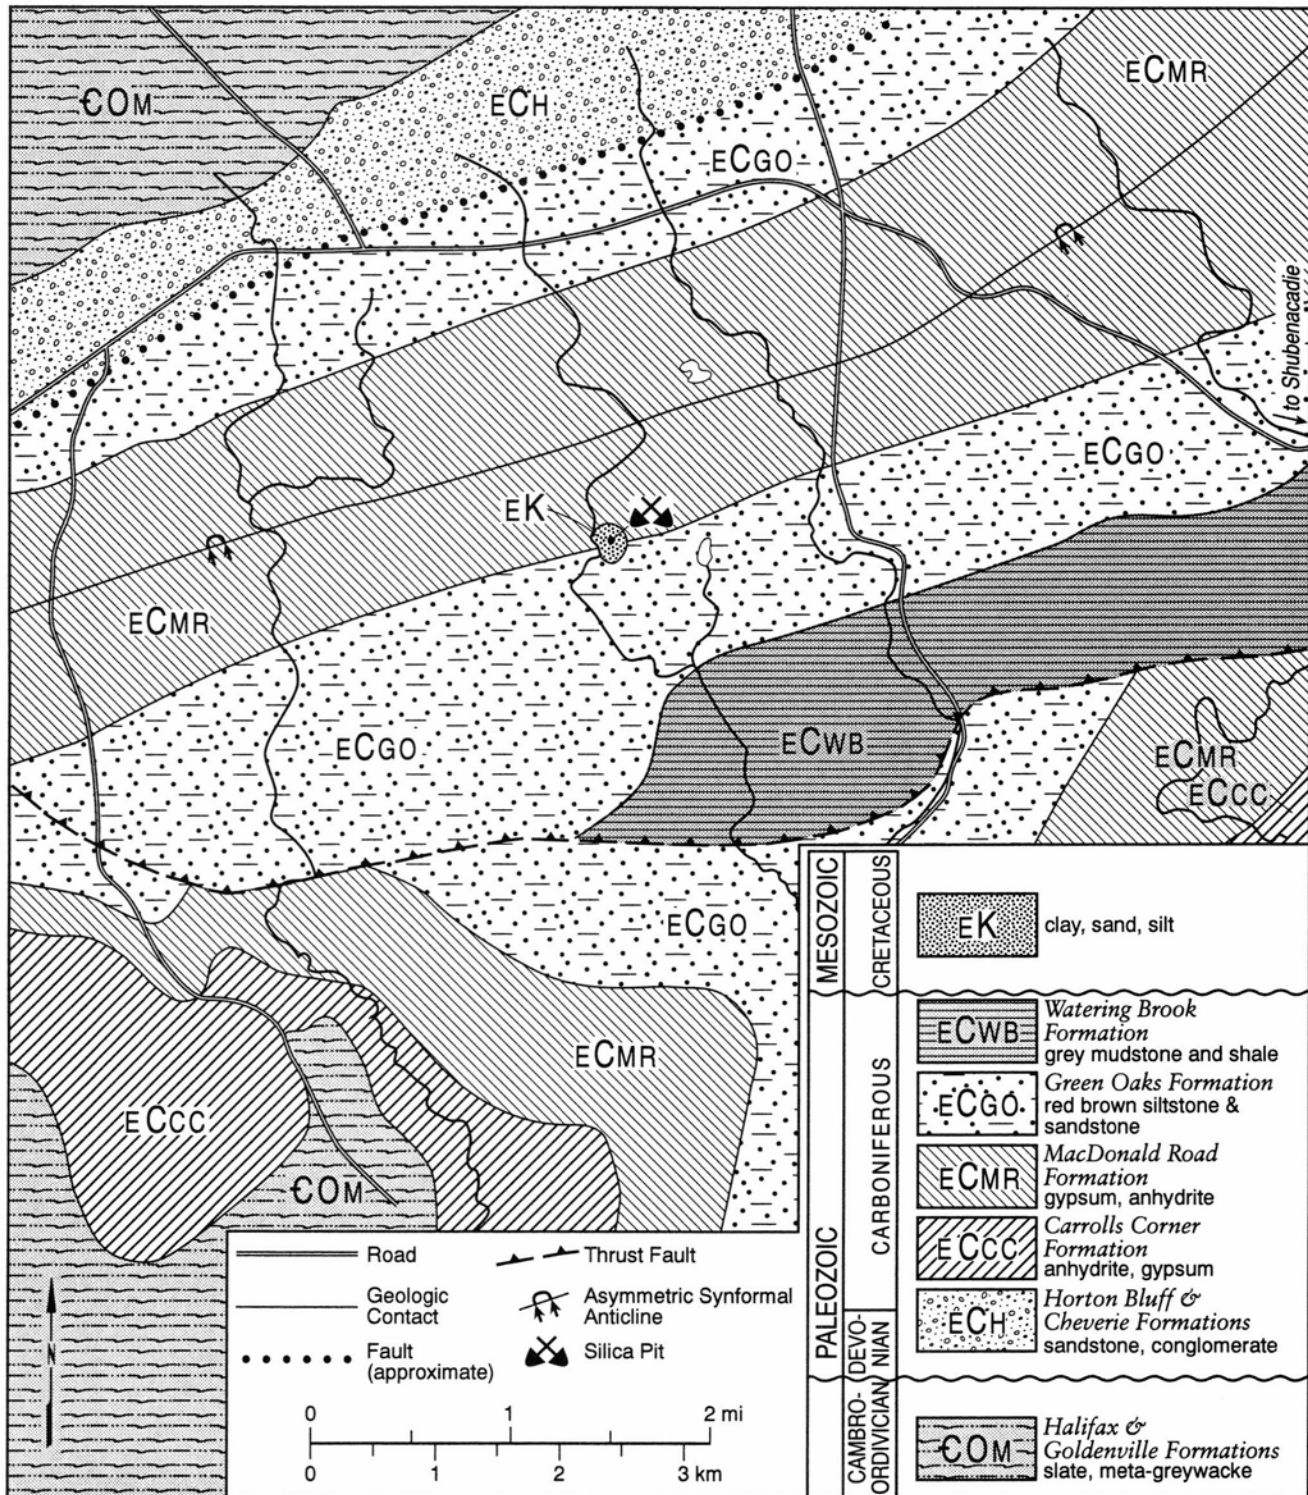 ECMR
ЄOM
ECH
ECGO
to Shubenacadie
ECGO
EK
ECMR
ECGO
ECWB
ECMR
ECCC
ECGO
ECMR
ECCC
ЄOM
N
Road
Geologic
Contact
Fault
(approximate)
Thrust Fault
Asymmetric Synformal
Anticline
Silica Pit
0 1 2 mi
0 1 2 3 km
MESOZOIC
CRETACEOUS
EK
clay, sand, silt
PALEOZOIC
CARBONIFEROUS
ECWB
Watering Brook
Formation
grey mudstone and shale
ECGO
Green Oaks Formation
red brown siltstone &
sandstone
ECMR
MacDonald Road
Formation
gypsum, anhydrite
ECCC
Carrolls Corner
Formation
anhydrite, gypsum
DEVO-
NIAN
ECH
Horton Bluff &
Cheverie Formations
sandstone, conglomerate
CAMBRO-
ORDIVICIAN
ЄOM
Halifax &
Goldenville Formations
slate, meta-greywacke